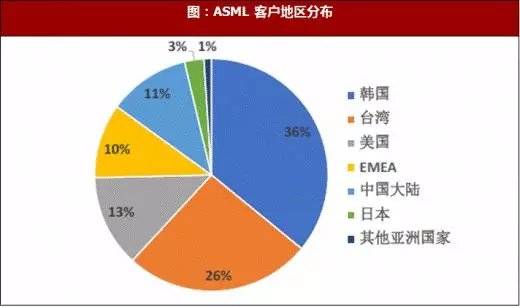 图：ASML 客户地区分布
3%
1%
11%
36%
10%
13%
26%
韩国
台湾
美国
EMEA
中国大陆
日本
其他亚洲国家